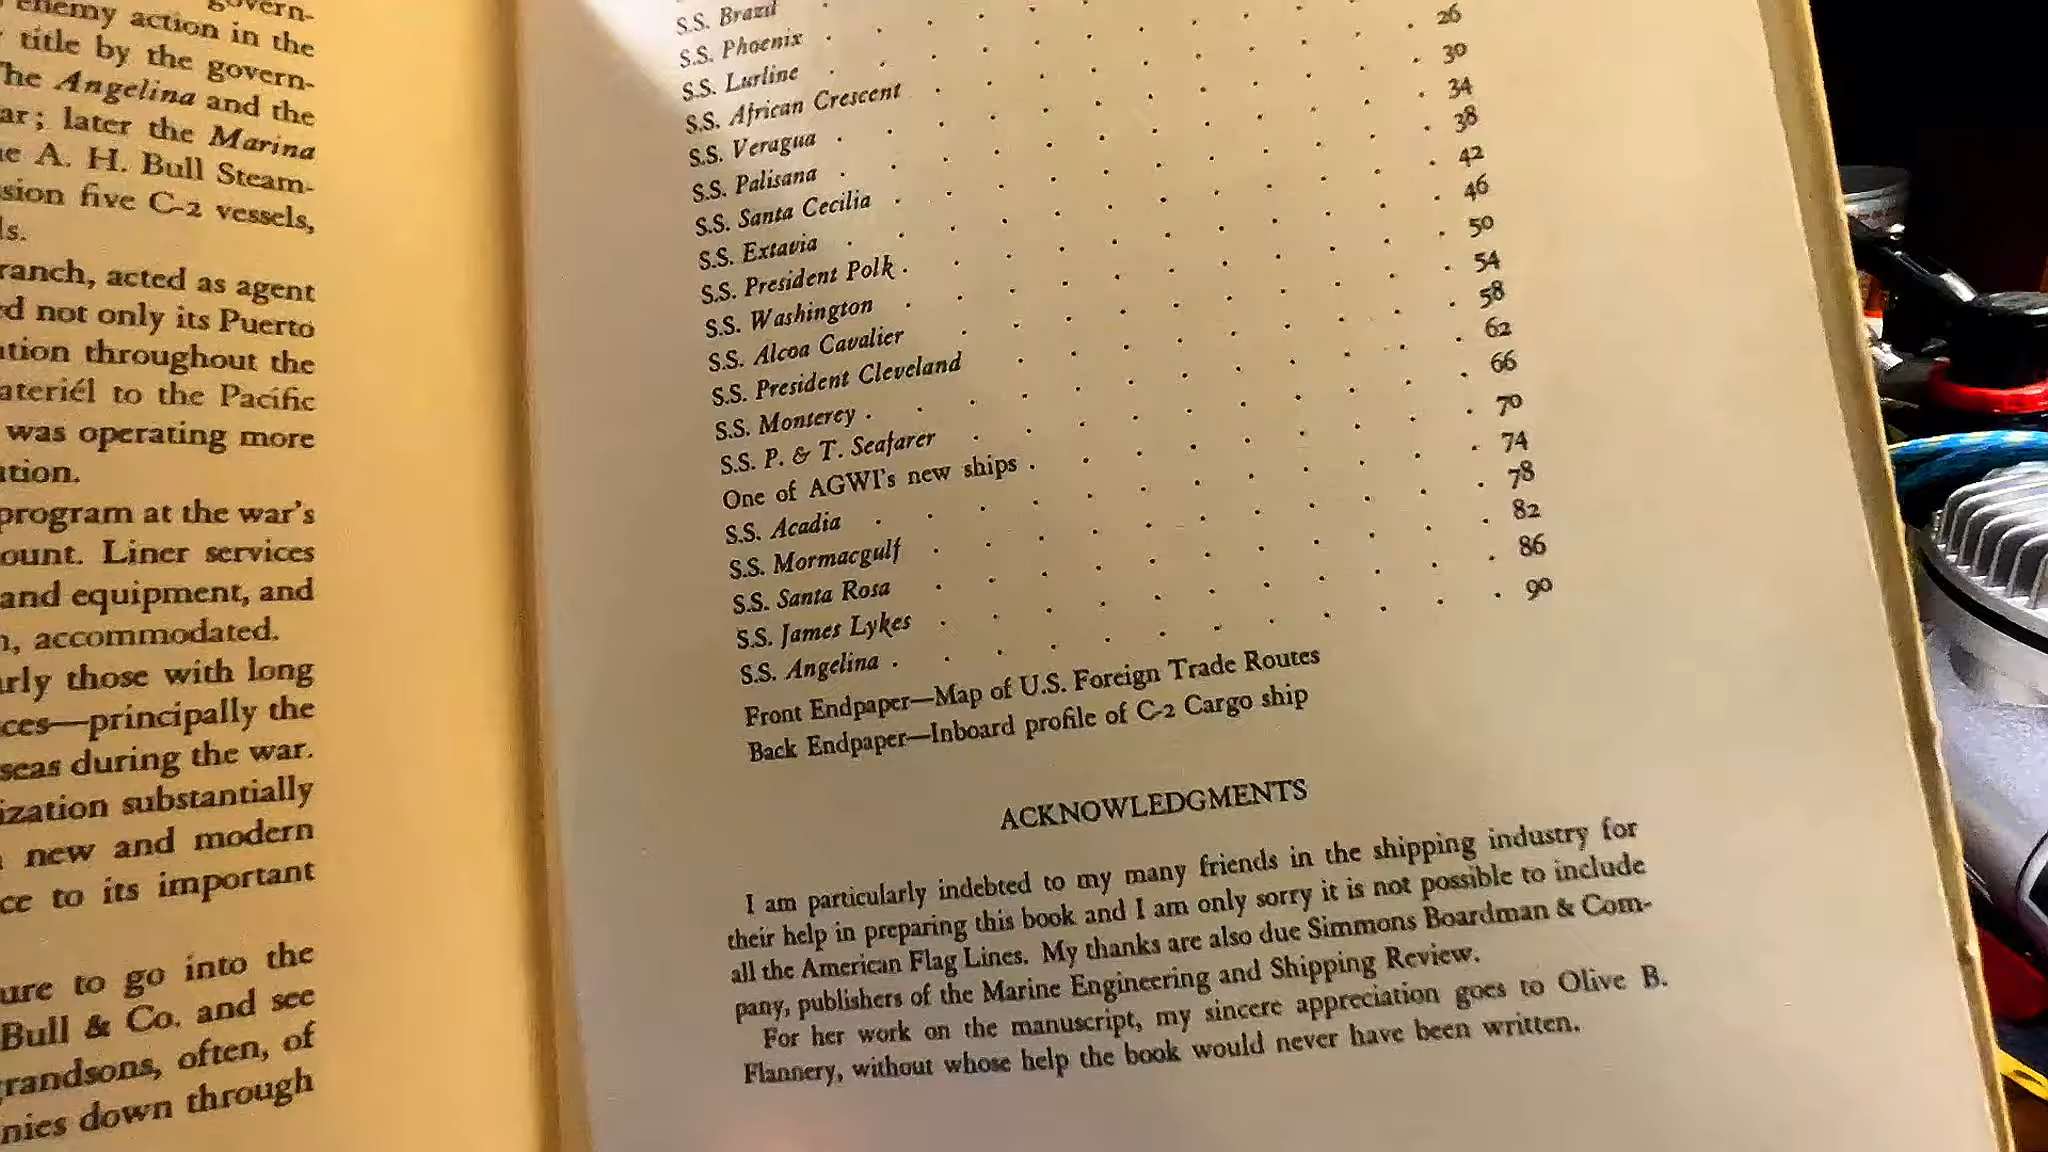 govern-
enemy action in the
title by the govern-
The Angelina and the
ar; later the Marina
A. H. Bull Steam-
sion five C-2 vessels,
ls.
ranch, acted as agent
ed not only its Puerto
ation throughout the
ateriél to the Pacific
was operating more
ation.
program at the war's
ount. Liner services
and equipment, and
n, accommodated.
arly those with long
ces—principally the
seas during the war.
ization substantially
new and modern
ce to its important
ure to go into the
Bull & Co. and see
grandsons, often, of
nies down through
S.S. Brazil
S.S. Phoenix
S.S. Lurline
S.S. African Crescent 26
S.S. Veragua 30
S.S. Palisana 34
S.S. Santa Cecilia 38
S.S. Extavia 42
S.S. President Polk 46
S.S. Washington 50
S.S. Alcoa Cavalier 54
S.S. President Cleveland 58
S.S. Monterey 62
S.S. P. & T. Seafarer 66
One of AGWI's new ships 70
S.S. Acadia 74
S.S. Mormacgulf 78
S.S. Santa Rosa 82
S.S. James Lykes 86
S.S. Angelina 90
Front Endpaper—Map of U.S. Foreign Trade Routes
Back Endpaper—Inboard profile of C-2 Cargo ship
ACKNOWLEDGMENTS
I am particularly indebted to my many friends in the shipping industry for
their help in preparing this book and I am only sorry it is not possible to include
all the American Flag Lines. My thanks are also due Simmons Boardman & Com-
pany, publishers of the Marine Engineering and Shipping Review.
For her work on the manuscript, my sincere appreciation goes to Olive B.
Flannery, without whose help the book would never have been written.